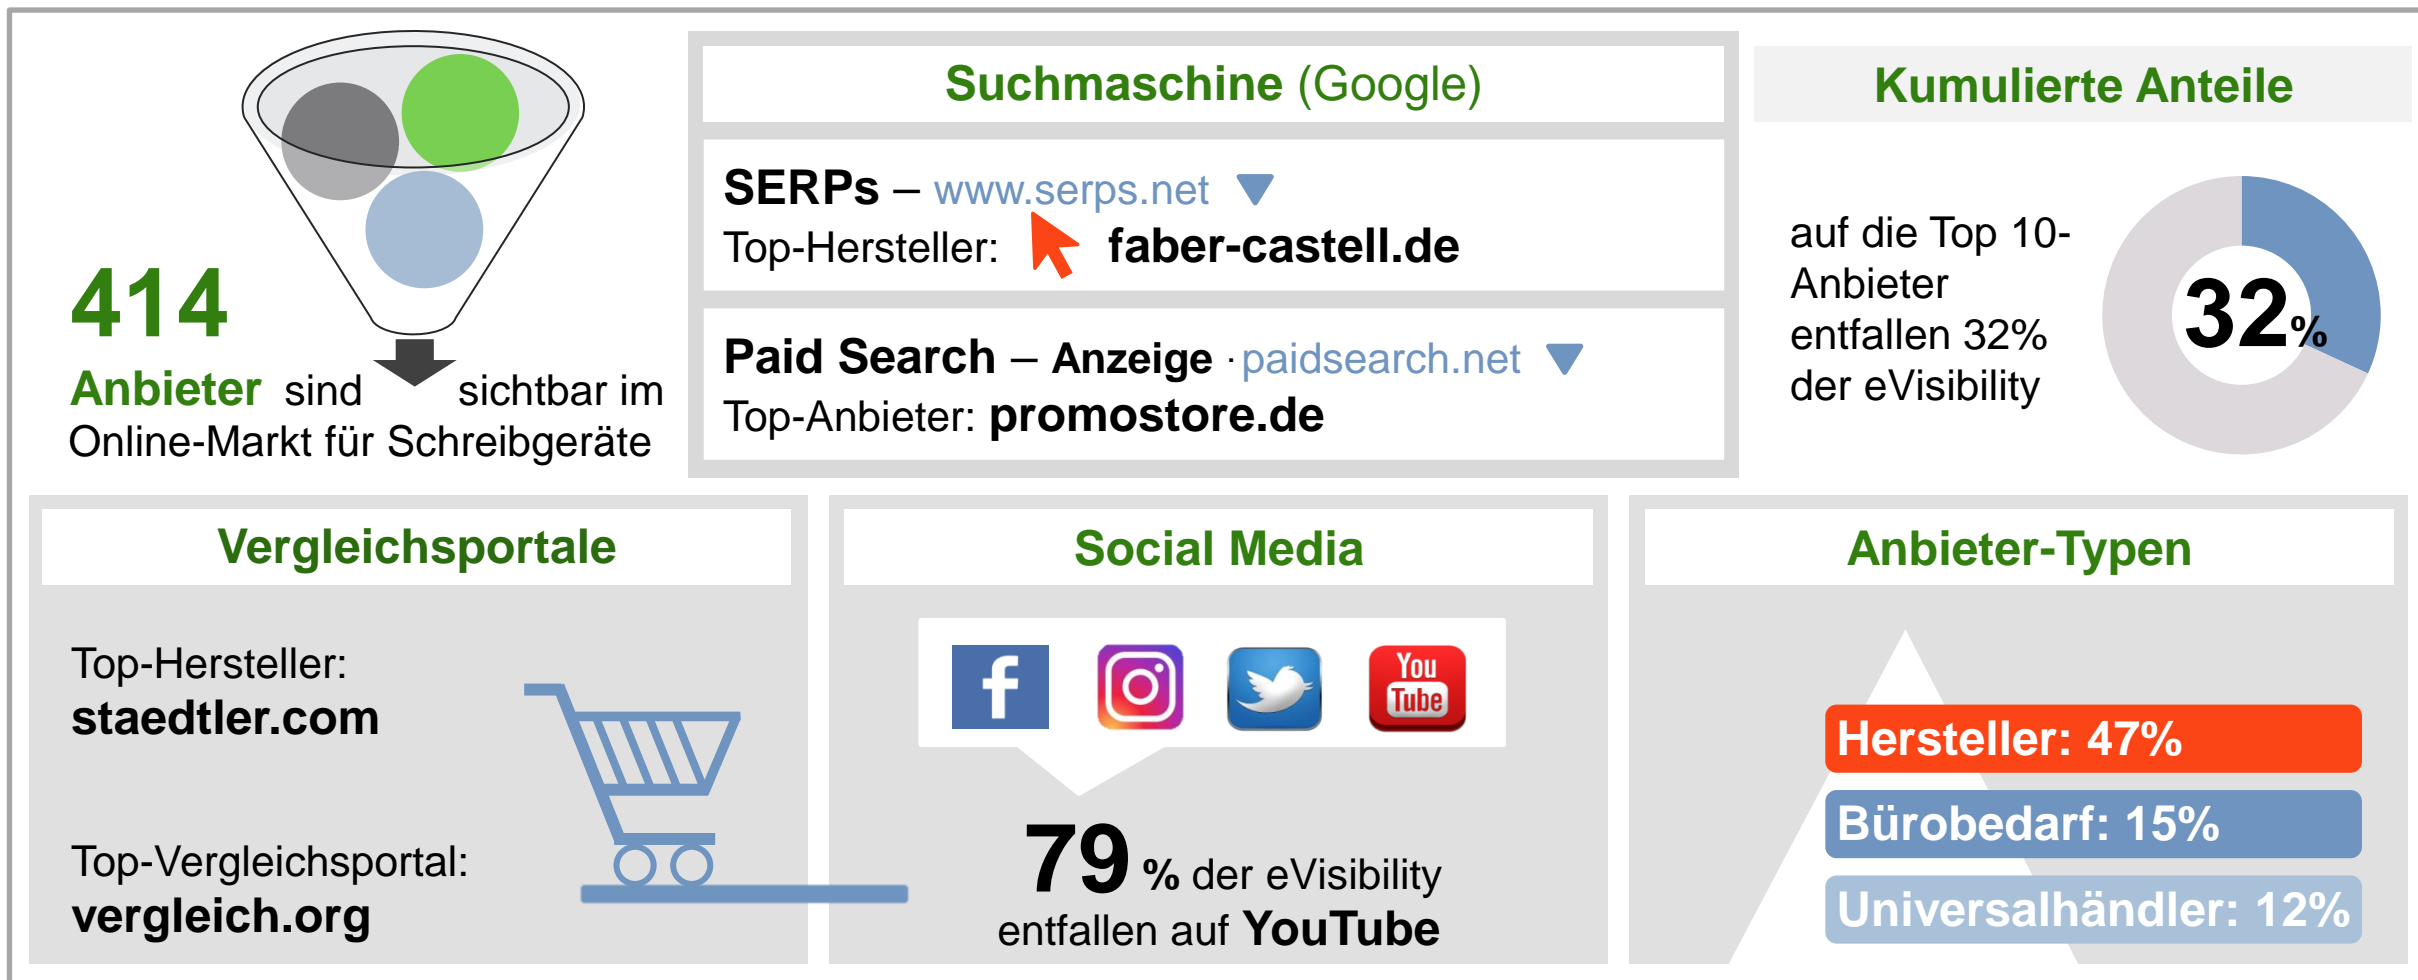 414
Anbieter sind sichtbar im
Online-Markt für Schreibgeräte
Suchmaschine (Google)
SERPs – www.serps.net
Top-Hersteller: faber-castell.de
Paid Search – Anzeige · paidsearch.net
Top-Anbieter: promostore.de
Kumulierte Anteile
auf die Top 10-
Anbieter
entfallen 32%
der eVisibility
32%
Vergleichsportale
Top-Hersteller:
staedtler.com
Top-Vergleichsportal:
vergleich.org
Social Media
f
You
Tube
79 % der eVisibility
entfallen auf YouTube
Anbieter-Typen
Hersteller: 47%
Bürobedarf: 15%
Universalhändler: 12%